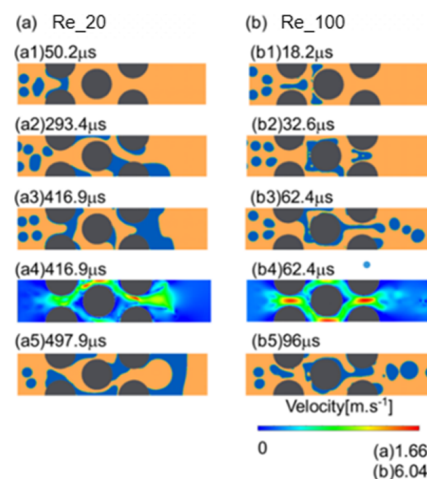 (a) Re_20
(b) Re_100
(a1)50.2μs
(b1)18.2μs
(a2)293.4μs
(b2)32.6μs
(a3)416.9μs
(b3)62.4μs
(a4)416.9μs
(b4)62.4μs
(a5)497.9μs
(b5)96μs
Velocity[m.s⁻¹]
0
(a)1.66
(b)6.04